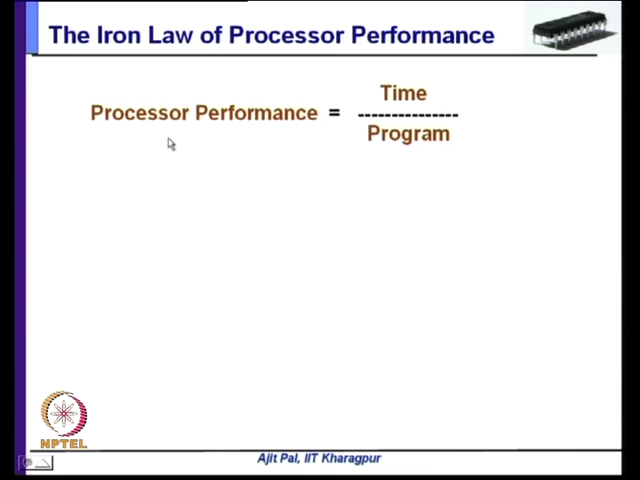 The Iron Law of Processor Performance
Processor Performance = Time
---------------
Program
NPTEL
Ajit Pal, IIT Kharagpur